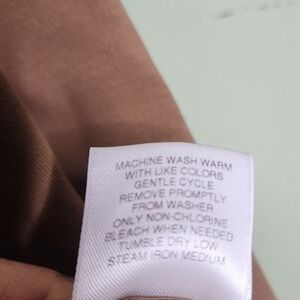 MACHINE WASH WARM
WITH LIKE COLORS
GENTLE CYCLE
REMOVE PROMPTLY
FROM WASHER
ONLY NON-CHLORINE
BLEACH WHEN NEEDED
TUMBLE DRY LOW
STEAM IRON MEDIUM